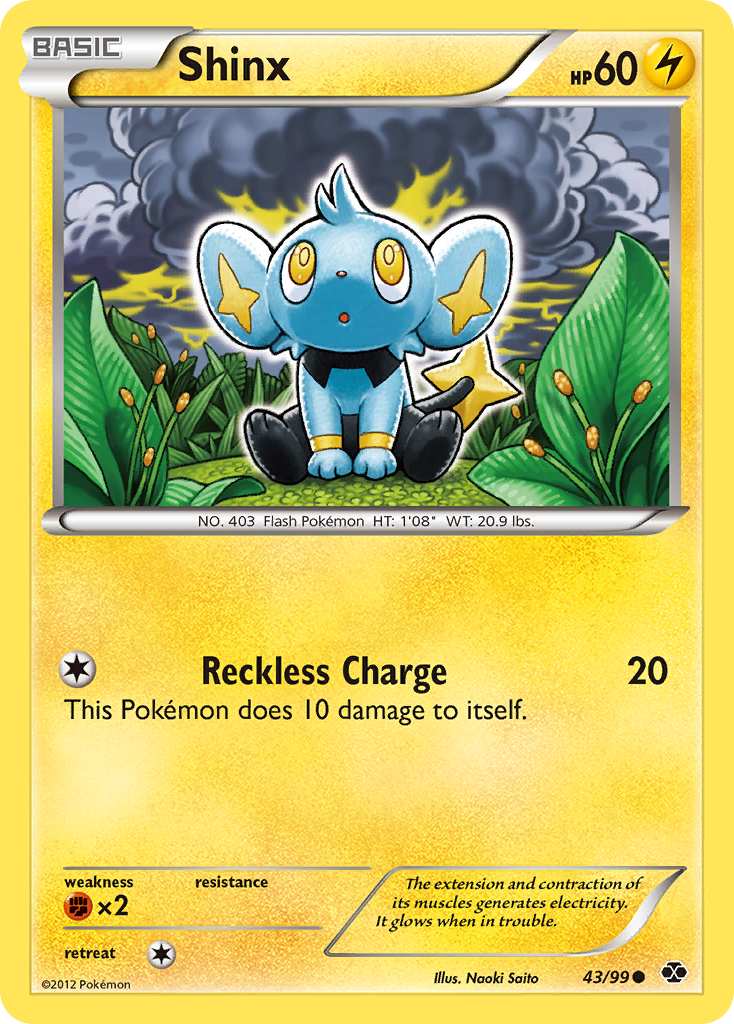 BASIC
Shinx
HP60
NO. 403 Flash Pokémon HT: 1'08" WT: 20.9 lbs.
Reckless Charge 20
This Pokémon does 10 damage to itself.
weakness resistance
×2
The extension and contraction of
its muscles generates electricity.
It glows when in trouble.
retreat
©2012 Pokémon
Illus. Naoki Saito
43/99